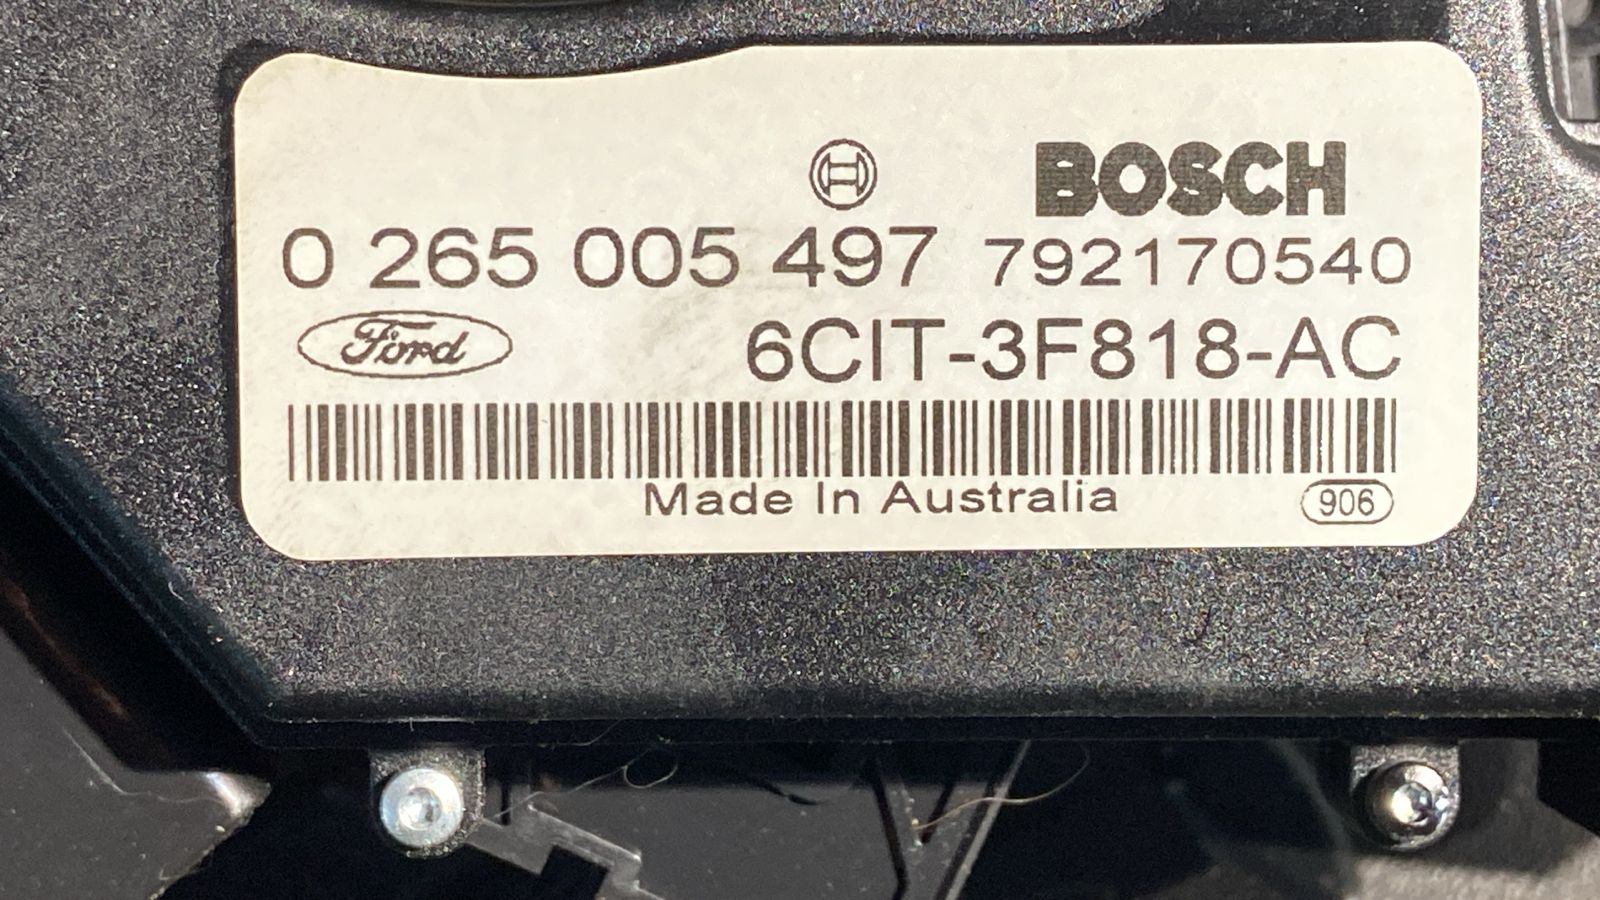 BOSCH
0 265 005 497 792170540
Ford 6CIT-3F818-AC
Made In Australia 906